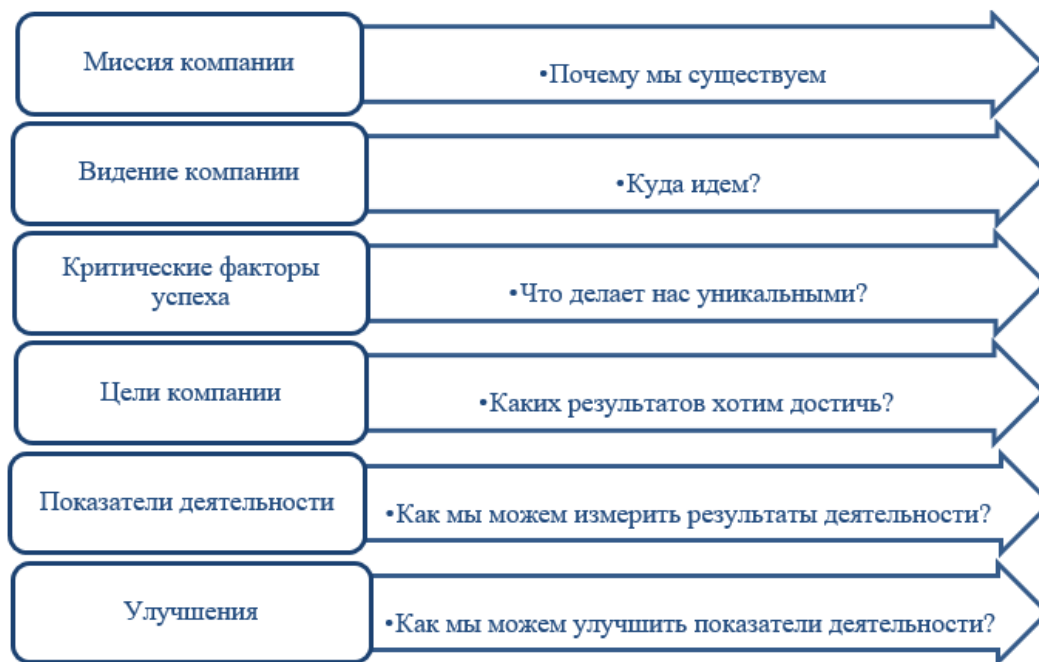 Миссия компании
•Почему мы существуем
Видение компании
•Куда идем?
Критические факторы
успеха
•Что делает нас уникальными?
Цели компании
•Каких результатов хотим достичь?
Показатели деятельности
•Как мы можем измерить результаты деятельности?
Улучшения
•Как мы можем улучшить показатели деятельности?